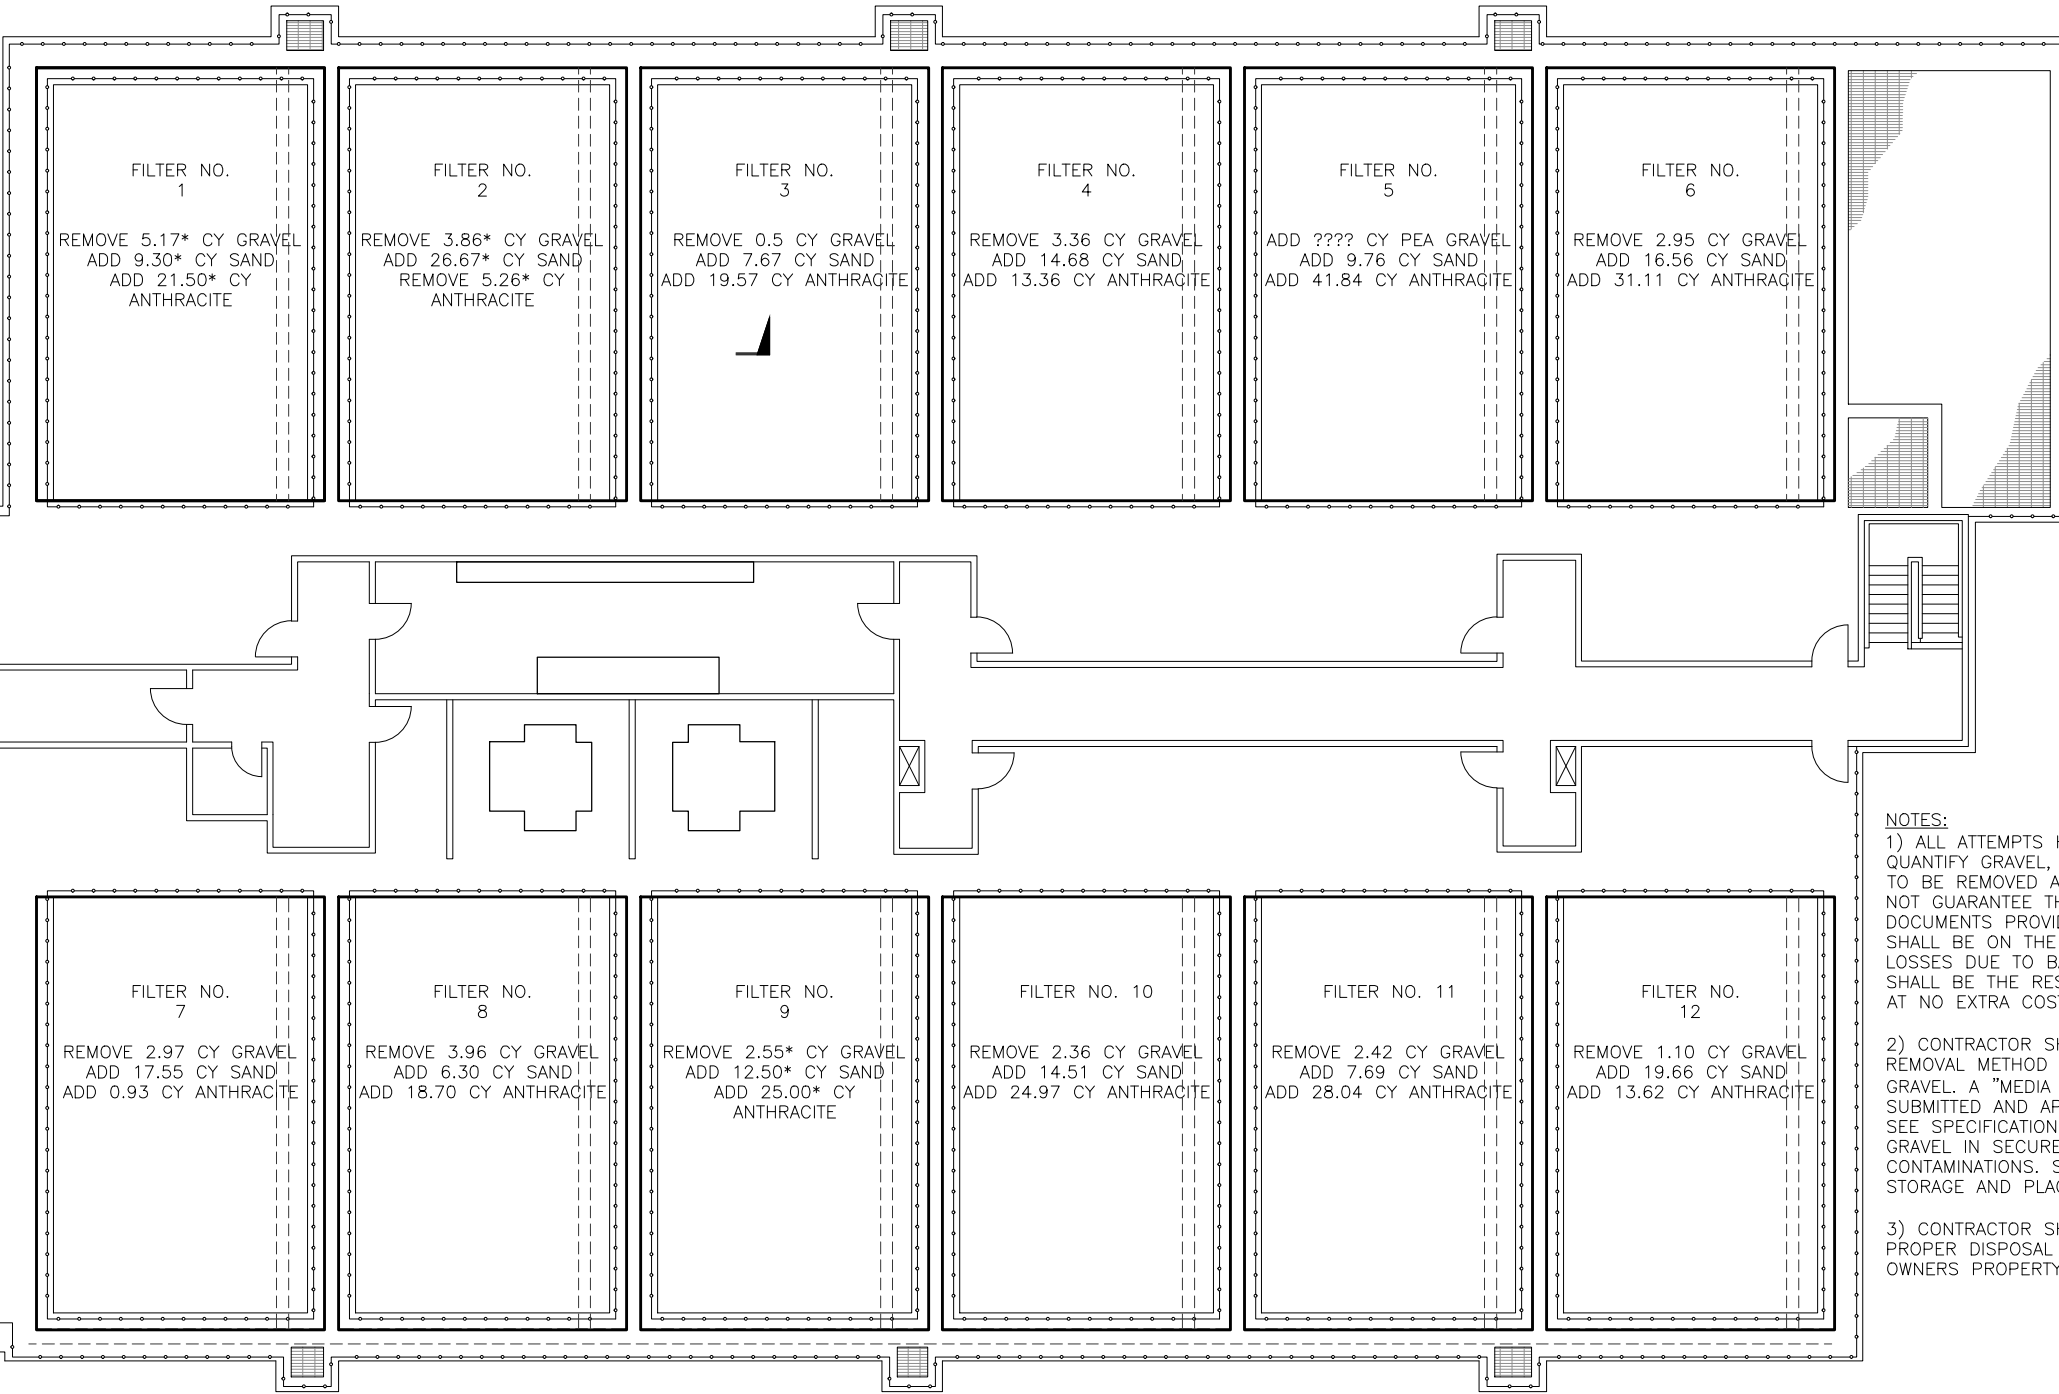 FILTER NO.
1
REMOVE 5.17* CY GRAVEL
ADD 9.30* CY SAND
ADD 21.50* CY
ANTHRACITE
FILTER NO.
2
REMOVE 3.86* CY GRAVEL
ADD 26.67* CY SAND
REMOVE 5.26* CY
ANTHRACITE
FILTER NO.
3
REMOVE 0.5 CY GRAVEL
ADD 7.67 CY SAND
ADD 19.57 CY ANTHRACITE
FILTER NO.
4
REMOVE 3.36 CY GRAVEL
ADD 14.68 CY SAND
ADD 13.36 CY ANTHRACITE
FILTER NO.
5
ADD ???? CY PEA GRAVEL
ADD 9.76 CY SAND
ADD 41.84 CY ANTHRACITE
FILTER NO.
6
REMOVE 2.95 CY GRAVEL
ADD 16.56 CY SAND
ADD 31.11 CY ANTHRACITE
FILTER NO.
7
REMOVE 2.97 CY GRAVEL
ADD 17.55 CY SAND
ADD 0.93 CY ANTHRACITE
FILTER NO.
8
REMOVE 3.96 CY GRAVEL
ADD 6.30 CY SAND
ADD 18.70 CY ANTHRACITE
FILTER NO.
9
REMOVE 2.55* CY GRAVEL
ADD 12.50* CY SAND
ADD 25.00* CY
ANTHRACITE
FILTER NO. 10
REMOVE 2.36 CY GRAVEL
ADD 14.51 CY SAND
ADD 24.97 CY ANTHRACITE
FILTER NO. 11
REMOVE 2.42 CY GRAVEL
ADD 7.69 CY SAND
ADD 28.04 CY ANTHRACITE
FILTER NO.
12
REMOVE 1.10 CY GRAVEL
ADD 19.66 CY SAND
ADD 13.62 CY ANTHRACITE
NOTES:
1) ALL ATTEMPTS
QUANTIFY GRAVEL,
TO BE REMOVED
NOT GUARANTEE
DOCUMENTS
SHALL BE ON THE
LOSSES DUE TO
SHALL BE THE
AT NO EXTRA
2) CONTRACTOR
REMOVAL METHOD
GRAVEL. A "MEDIA
SUBMITTED AND
SEE SPECIFICATION
GRAVEL IN SECURE
CONTAMINATIONS.
STORAGE AND
3) CONTRACTOR
PROPER DISPOSAL
OWNERS PROPERTY